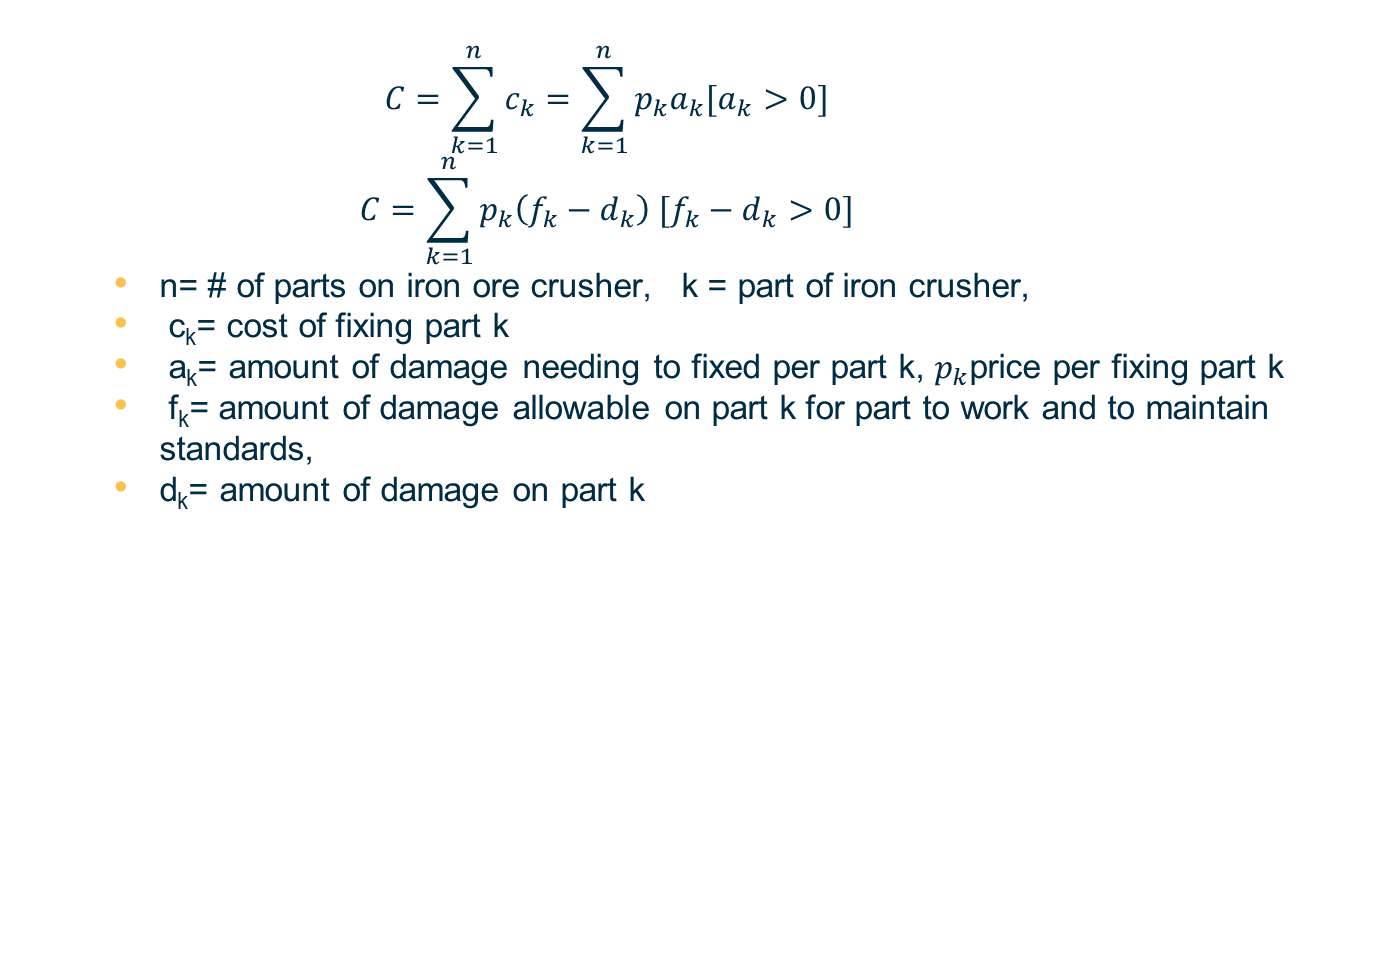 C = ∑_{k=1}^{n} c_k = ∑_{k=1}^{n} p_k a_k [a_k > 0]
C = ∑_{k=1}^{n} p_k (f_k − d_k) [f_k − d_k > 0]
• n= # of parts on iron ore crusher, k = part of iron crusher,
• c_k= cost of fixing part k
• a_k= amount of damage needing to fixed per part k, p_k price per fixing part k
• f_k= amount of damage allowable on part k for part to work and to maintain
standards,
• d_k= amount of damage on part k